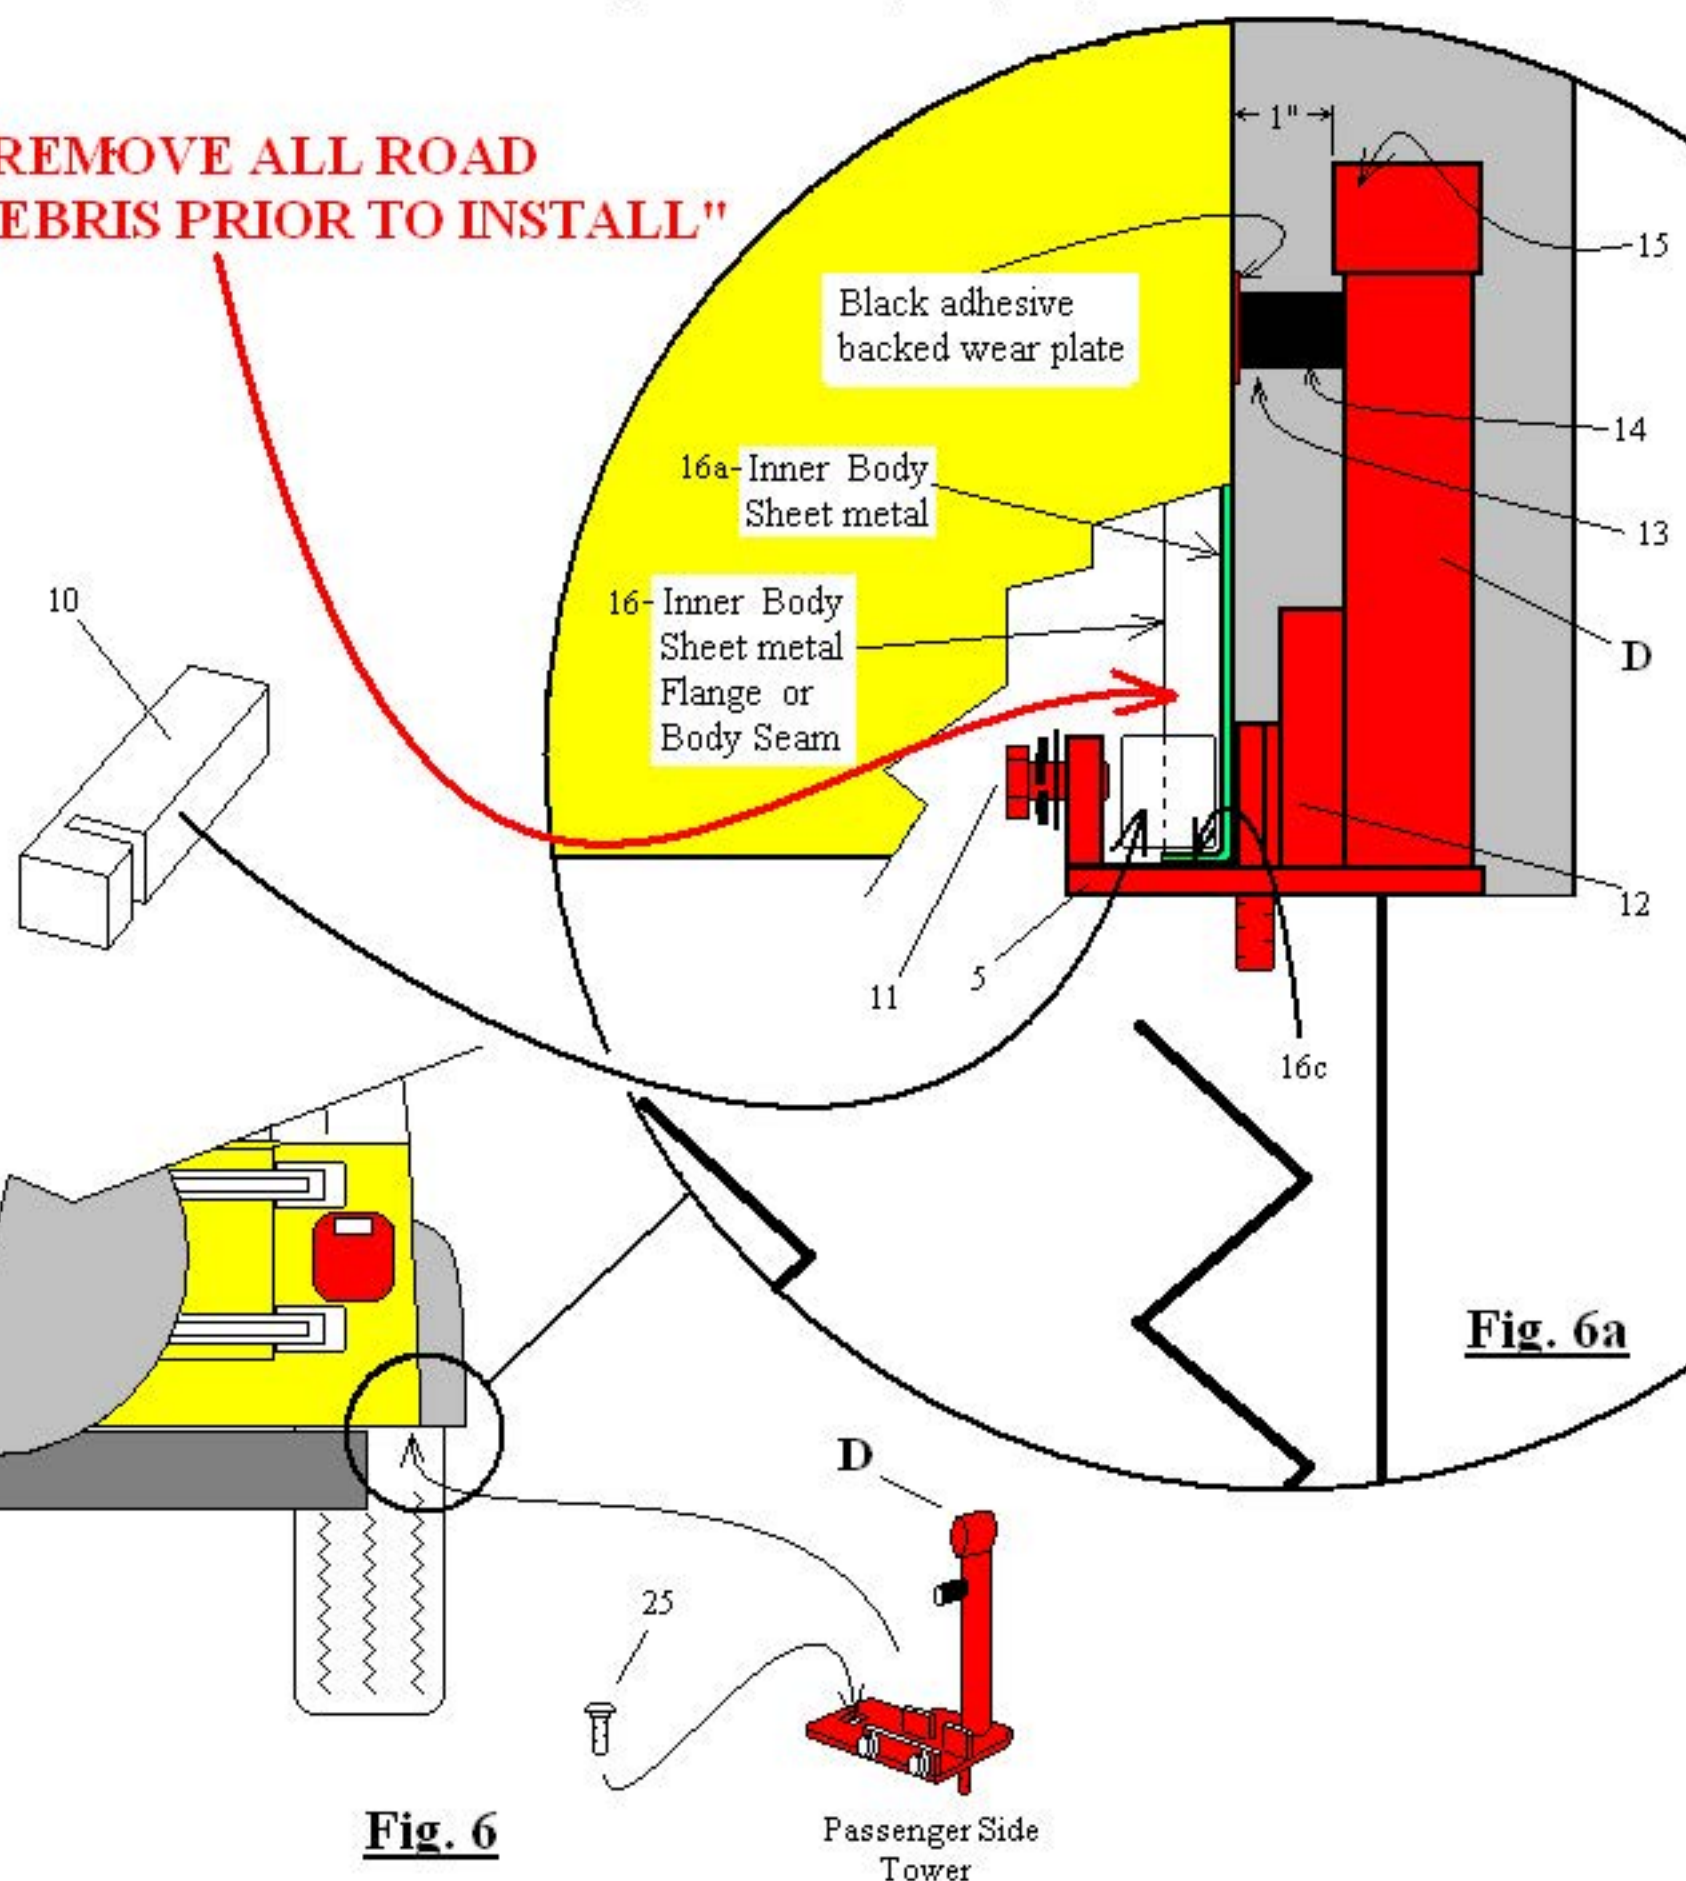 REMOVE ALL ROAD
EBRIS PRIOR TO INSTALL"
1"
15
Black adhesive
backed wear plate
14
16a- Inner Body
Sheet metal
13
10
16- Inner Body
Sheet metal
Flange or
Body Seam
D
12
11
5
16c
Fig. 6a
D
25
Fig. 6
Passenger Side
Tower